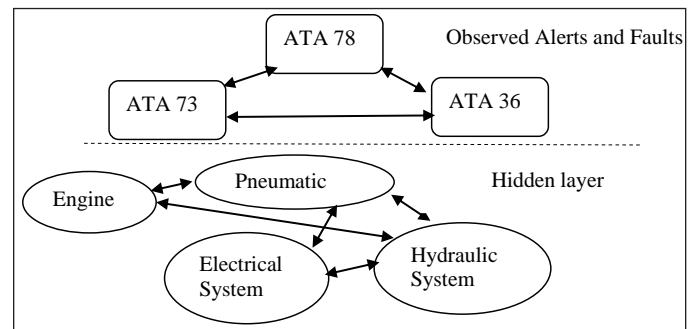 ATA 78
Observed Alerts and Faults
ATA 73
ATA 36
Pneumatic
Hidden layer
Engine
Electrical
System
Hydraulic
System